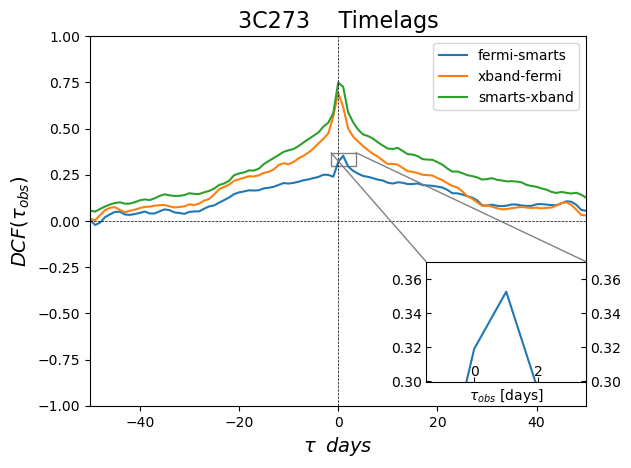 3C273 Timelags
1.00
0.75
0.50
0.25
0.00
−0.25
−0.50
−0.75
−1.00
DCF(τobs)
fermi-smarts
xband-fermi
smarts-xband
0.36 0.36
0.34 0.34
0.32 0.32
0.30 0.30
0 2
τobs [days]
−40 −20 0 20 40
τ days